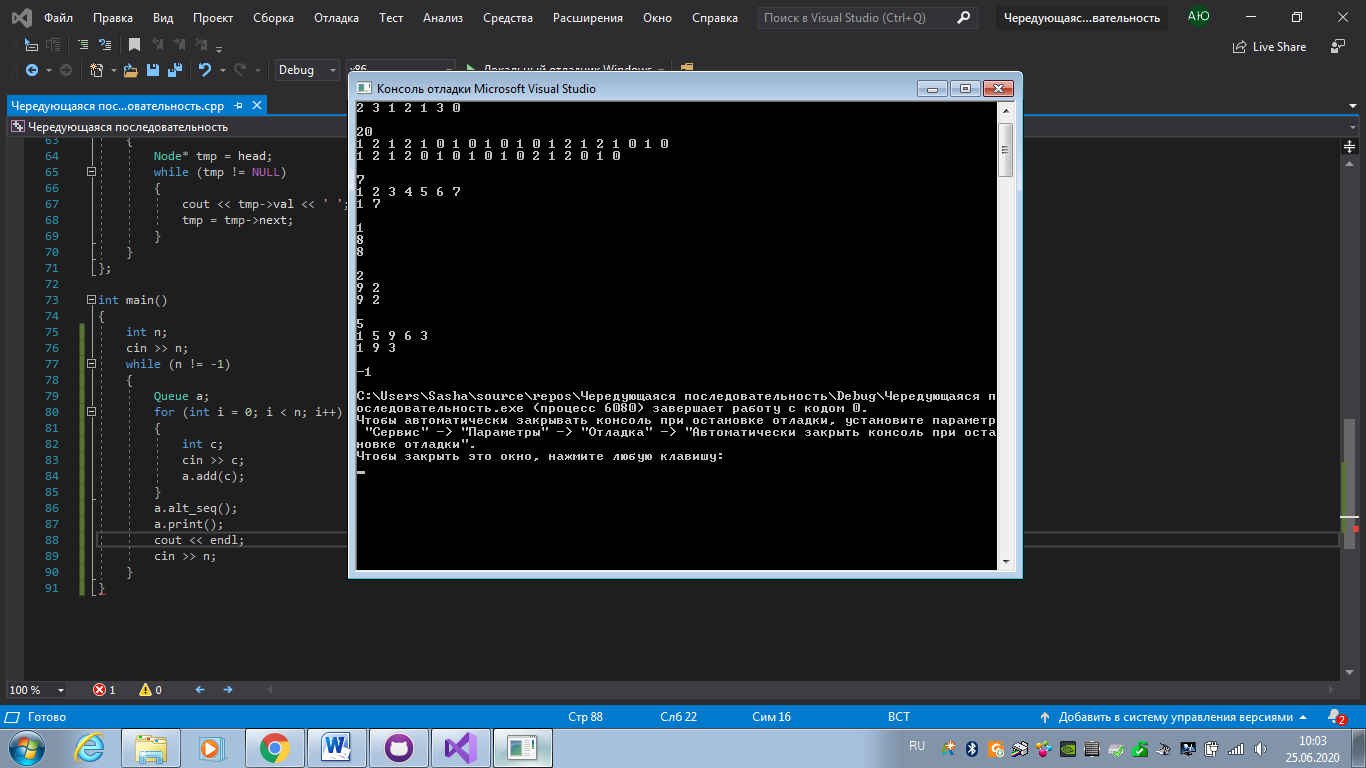 Файл Правка Вид Проект Сборка Отладка Тест Анализ Средства Расширения Окно Справка Поиск в Visual Studio (Ctrl+Q) Чередующаяс...вательность АЮ
Live Share
Debug x86 Локальный отладчик Windows
Чередующаяся пос...овательность.cpp
Чередующаяся последовательность
63 {
64 Node* tmp = head;
65 while (tmp != NULL)
66 {
67 cout << tmp->val << ' ';
68 tmp = tmp->next;
69 }
70 }
71 };
72
73 int main()
74 {
75 int n;
76 cin >> n;
77 while (n != -1)
78 {
79 Queue a;
80 for (int i = 0; i < n; i++)
81 {
82 int c;
83 cin >> c;
84 a.add(c);
85 }
86 a.alt_seq();
87 a.print();
88 cout << endl;
89 cin >> n;
90 }
91 }
Консоль отладки Microsoft Visual Studio
2 3 1 2 1 3 0
20
1 2 1 2 1 0 1 0 1 0 1 0 1 2 1 2 1 0 1 0
1 2 1 2 0 1 0 1 0 1 0 2 1 2 0 1 0
7
1 2 3 4 5 6 7
1 7
1
8
8
2
9 2
9 2
5
1 5 9 6 3
1 9 3
-1
C:\Users\Sasha\source\repos\Чередующаяся последовательность\Debug\Чередующаяся п
оследовательность.exe (процесс 6080) завершает работу с кодом 0.
Чтобы автоматически закрывать консоль при остановке отладки, установите параметр
"Сервис" -> "Параметры" -> "Отладка" -> "Автоматически закрыть консоль при оста
новке отладки".
Чтобы закрыть это окно, нажмите любую клавишу:
100 % 1 0
Готово Стр 88 Слб 22 Сим 16 ВСТ Добавить в систему управления версиями 2
RU 10:03
25.06.2020